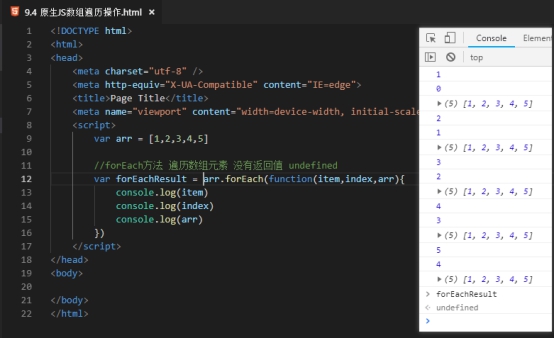 9.4 原生JS数组遍历操作.html ×
1 <!DOCTYPE html>
2 <html>
3 <head>
4 <meta charset="utf-8" />
5 <meta http-equiv="X-UA-Compatible" content="IE=edge">
6 <title>Page Title</title>
7 <meta name="viewport" content="width=device-width, initial-scale
8 <script>
9 var arr = [1,2,3,4,5]
10
11 //forEach方法 遍历数组元素 没有返回值 undefined
12 var forEachResult = arr.forEach(function(item,index,arr){
13 console.log(item)
14 console.log(index)
15 console.log(arr)
16 })
17 </script>
18 </head>
19 <body>
20
21 </body>
22 </html>
Console Elemen
top
1
0
(5) [1, 2, 3, 4, 5]
2
1
(5) [1, 2, 3, 4, 5]
3
2
(5) [1, 2, 3, 4, 5]
4
3
(5) [1, 2, 3, 4, 5]
5
4
(5) [1, 2, 3, 4, 5]
> forEachResult
undefined
>